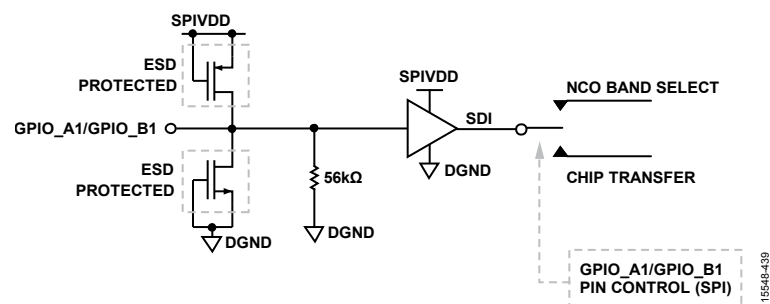 SPIVDD
ESD
PROTECTED
SPIVDD
NCO BAND SELECT
GPIO_A1/GPIO_B1
SDI
ESD
PROTECTED
56kΩ
DGND
CHIP TRANSFER
DGND
DGND
GPIO_A1/GPIO_B1
PIN CONTROL (SPI)
15548-439